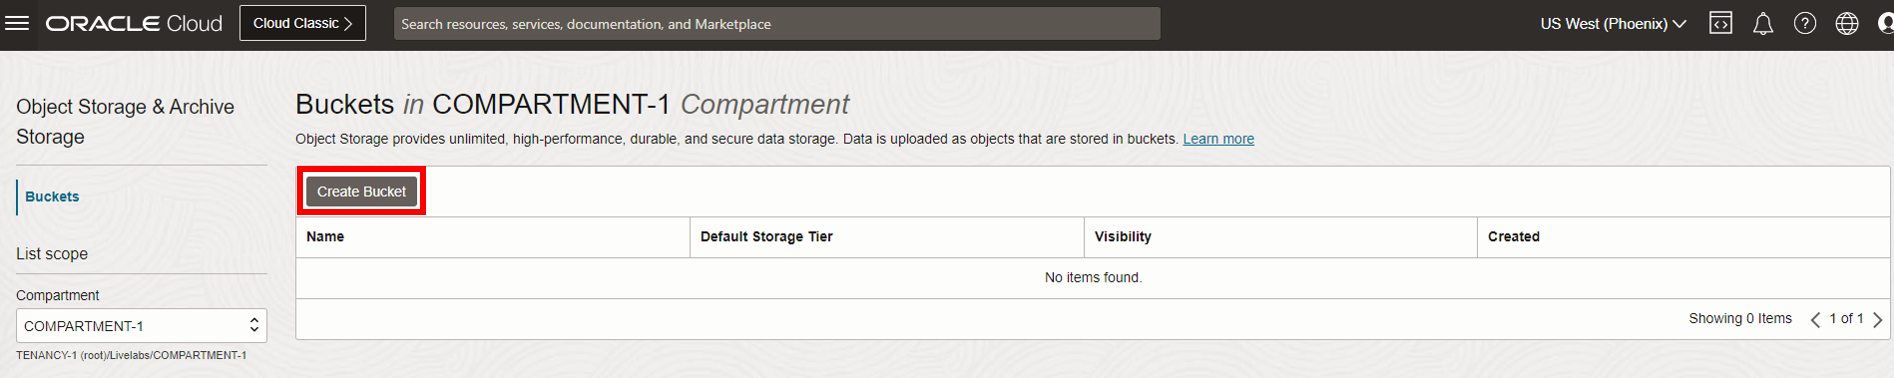 ORACLE Cloud Cloud Classic > Search resources, services, documentation, and Marketplace US West (Phoenix)
Object Storage & Archive
Storage
Buckets
List scope
Compartment
COMPARTMENT-1
TENANCY-1 (root)/Livelabs/COMPARTMENT-1
Buckets in COMPARTMENT-1 Compartment
Object Storage provides unlimited, high-performance, durable, and secure data storage. Data is uploaded as objects that are stored in buckets. Learn more
Create Bucket
Name Default Storage Tier Visibility Created
No items found.
Showing 0 Items < 1 of 1 >